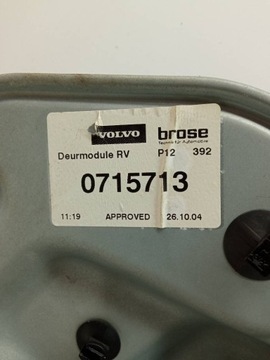 VOLVO brose
Technik für Automobile
Deurmodule RV P12 392
0715713
11:19 APPROVED 26.10.04